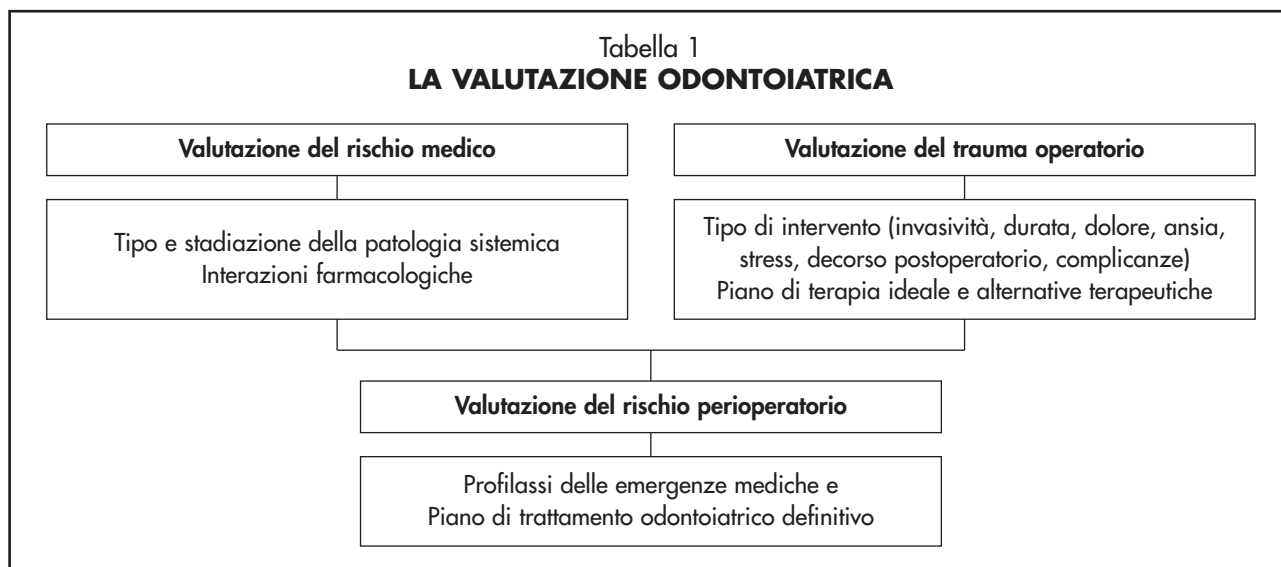 Tabella 1
LA VALUTAZIONE ODONTOIATRICA
Valutazione del rischio medico
Valutazione del trauma operatorio
Tipo e stadiazione della patologia sistemica
Interazioni farmacologiche
Tipo di intervento (invasività, durata, dolore, ansia,
stress, decorso postoperatorio, complicanze)
Piano di terapia ideale e alternative terapeutiche
Valutazione del rischio perioperatorio
Profilassi delle emergenze mediche e
Piano di trattamento odontoiatrico definitivo